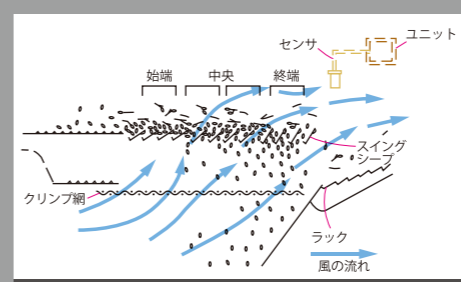 センサ
ユニット
始端
中央
終端
スイング
シーブ
クリンプ網
ラック
風の流れ